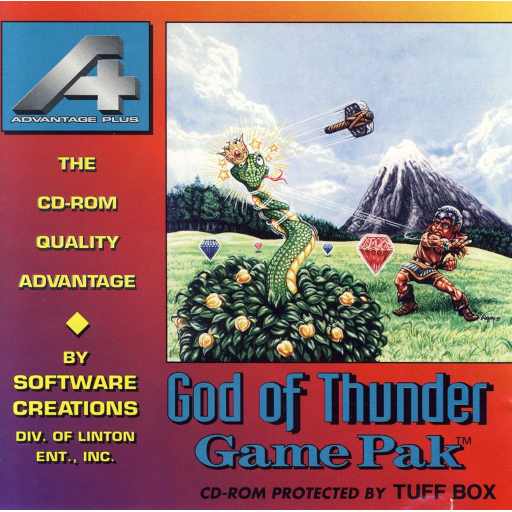 A+
ADVANTAGE PLUS
THE
CD-ROM
QUALITY
ADVANTAGE
BY
SOFTWARE
CREATIONS
DIV. OF LINTON
ENT., INC.
God of Thunder
Game Pak™
CD-ROM PROTECTED BY TUFF BOX